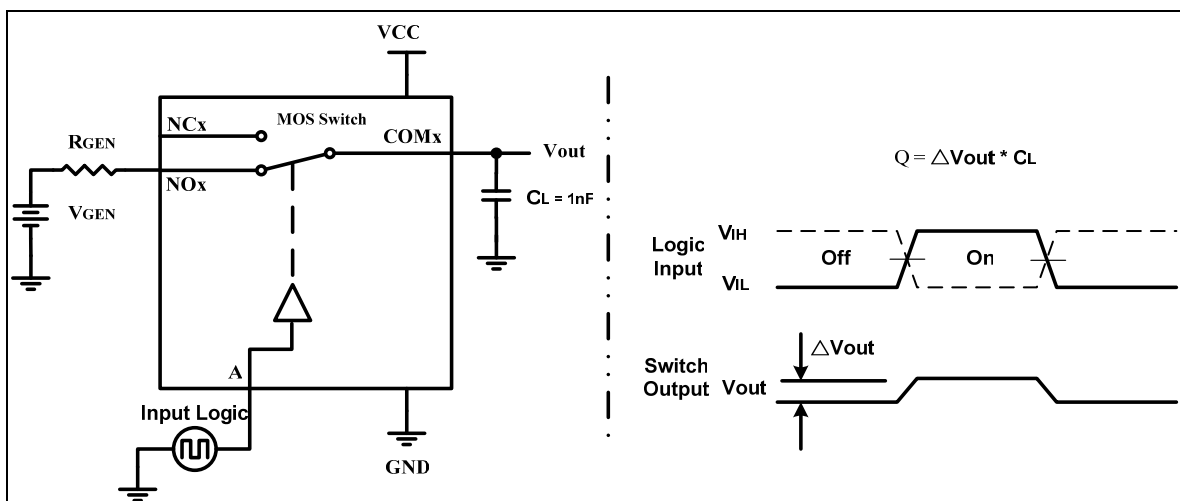 VCC
NCx
MOS Switch
COMx
RGEN
NOx
Vout
VGEN
CL = 1nF
A
Input Logic
GND
Q = △Vout * CL
Logic
Input
VIH
VIL
Off
On
Switch
Output
Vout
△Vout